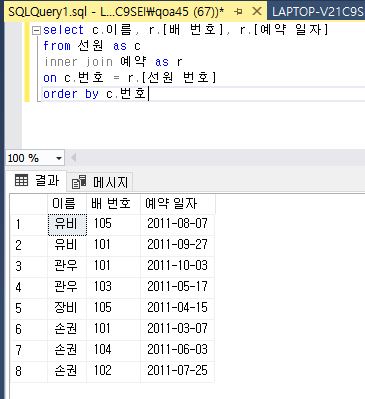 SQLQuery1.sql - L...C9SEI₩qoa45 (67))* LAPTOP-V21C9S
select c.이름, r.[배 번호], r.[예약 일자]
from 선원 as c
inner join 예약 as r
on c.번호 = r.[선원 번호]
order by c.번호
100 %
결과 메시지
이름 배 번호 예약 일자
1 유비 105 2011-08-07
2 유비 101 2011-09-27
3 관우 101 2011-10-03
4 관우 103 2011-05-17
5 장비 105 2011-04-15
6 손권 101 2011-03-07
7 손권 104 2011-06-03
8 손권 102 2011-07-25